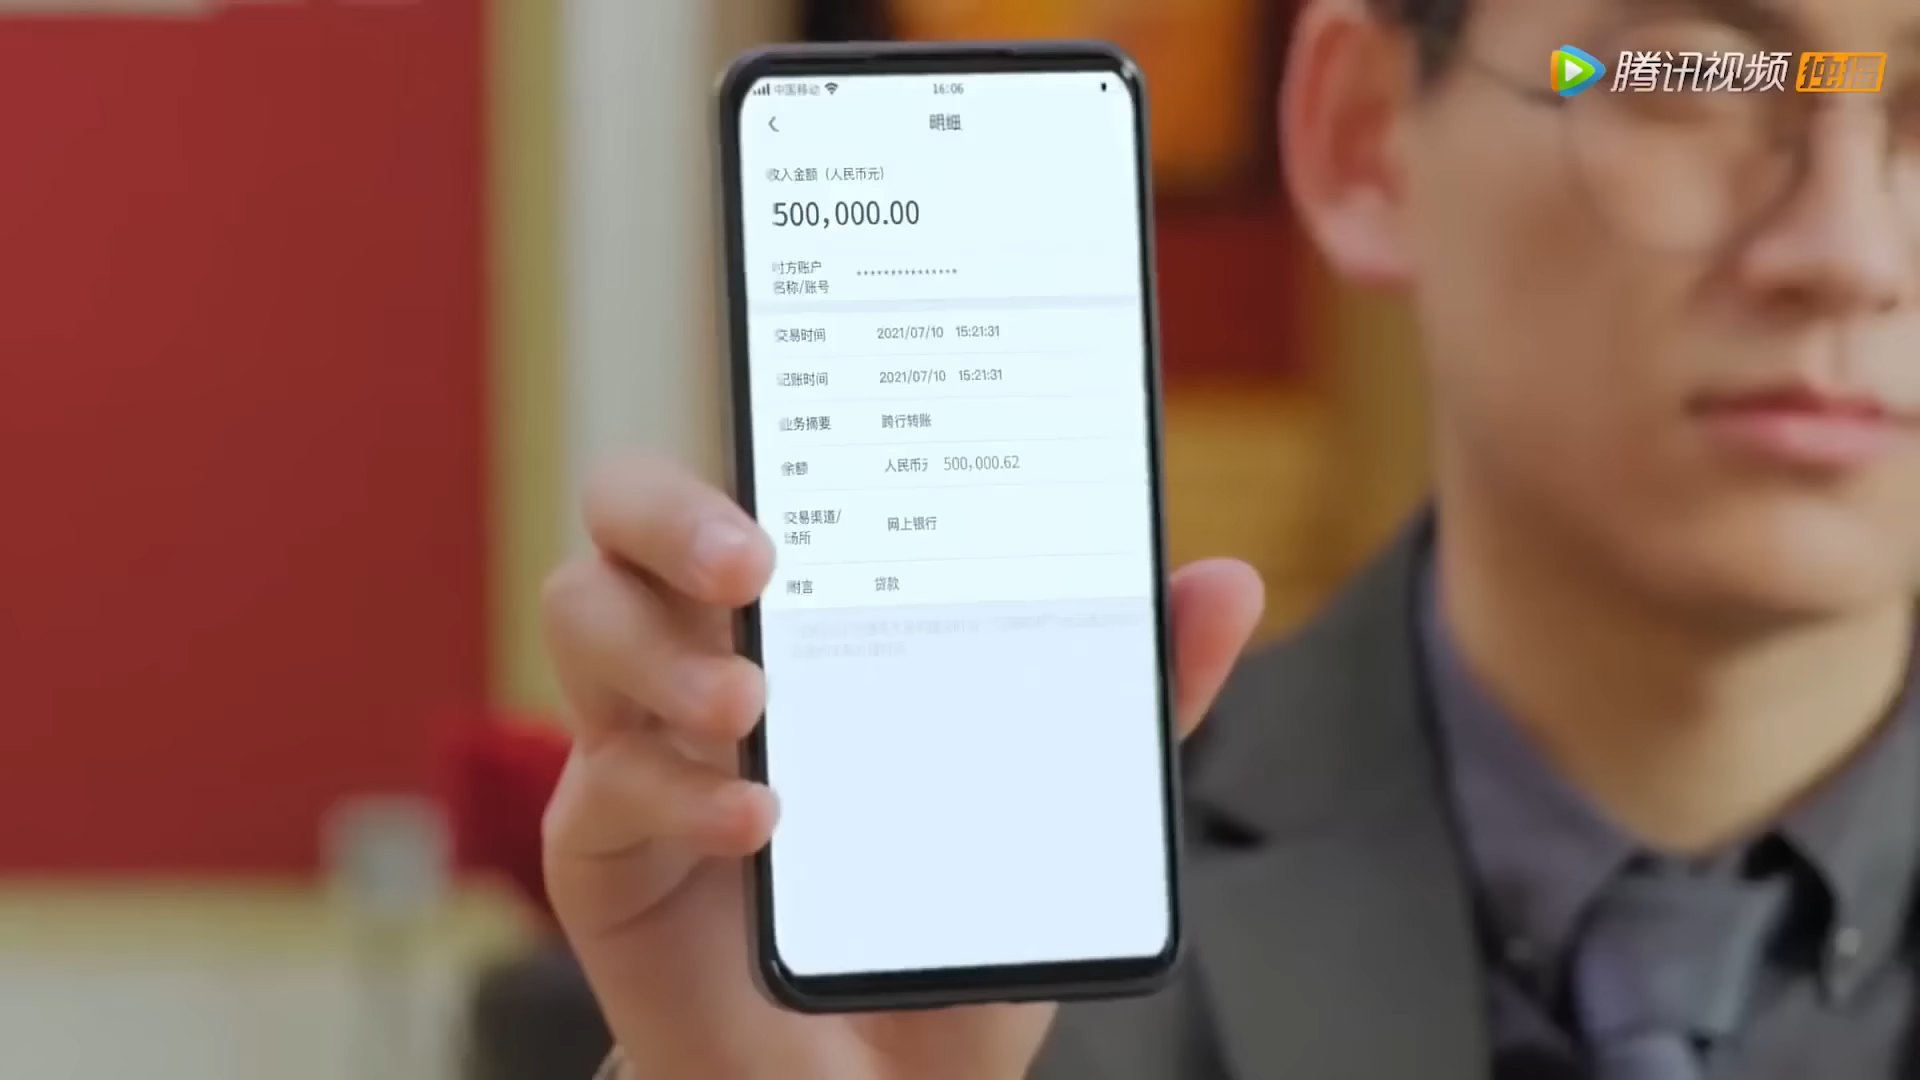 腾讯视频 独播
中国移动 16:06
明细
收入金额（人民币元）
500,000.00
对方账户
名称/账号 ***************
交易时间 2021/07/10 15:21:31
记账时间 2021/07/10 15:21:31
业务摘要 跨行转账
余额 人民币元 500,000.62
交易渠道/
场所 网上银行
附言 贷款